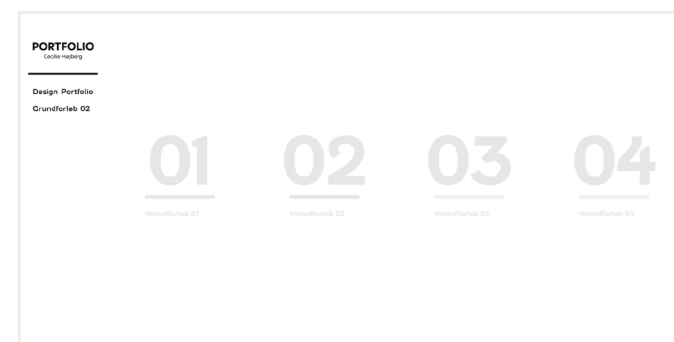 PORTFOLIO
Cecilie Højberg
Design Portfolio
Grundforløb 02
01
02
03
04
Hovedforløb 01
Hovedforløb 02
Hovedforløb 03
Hovedforløb 04